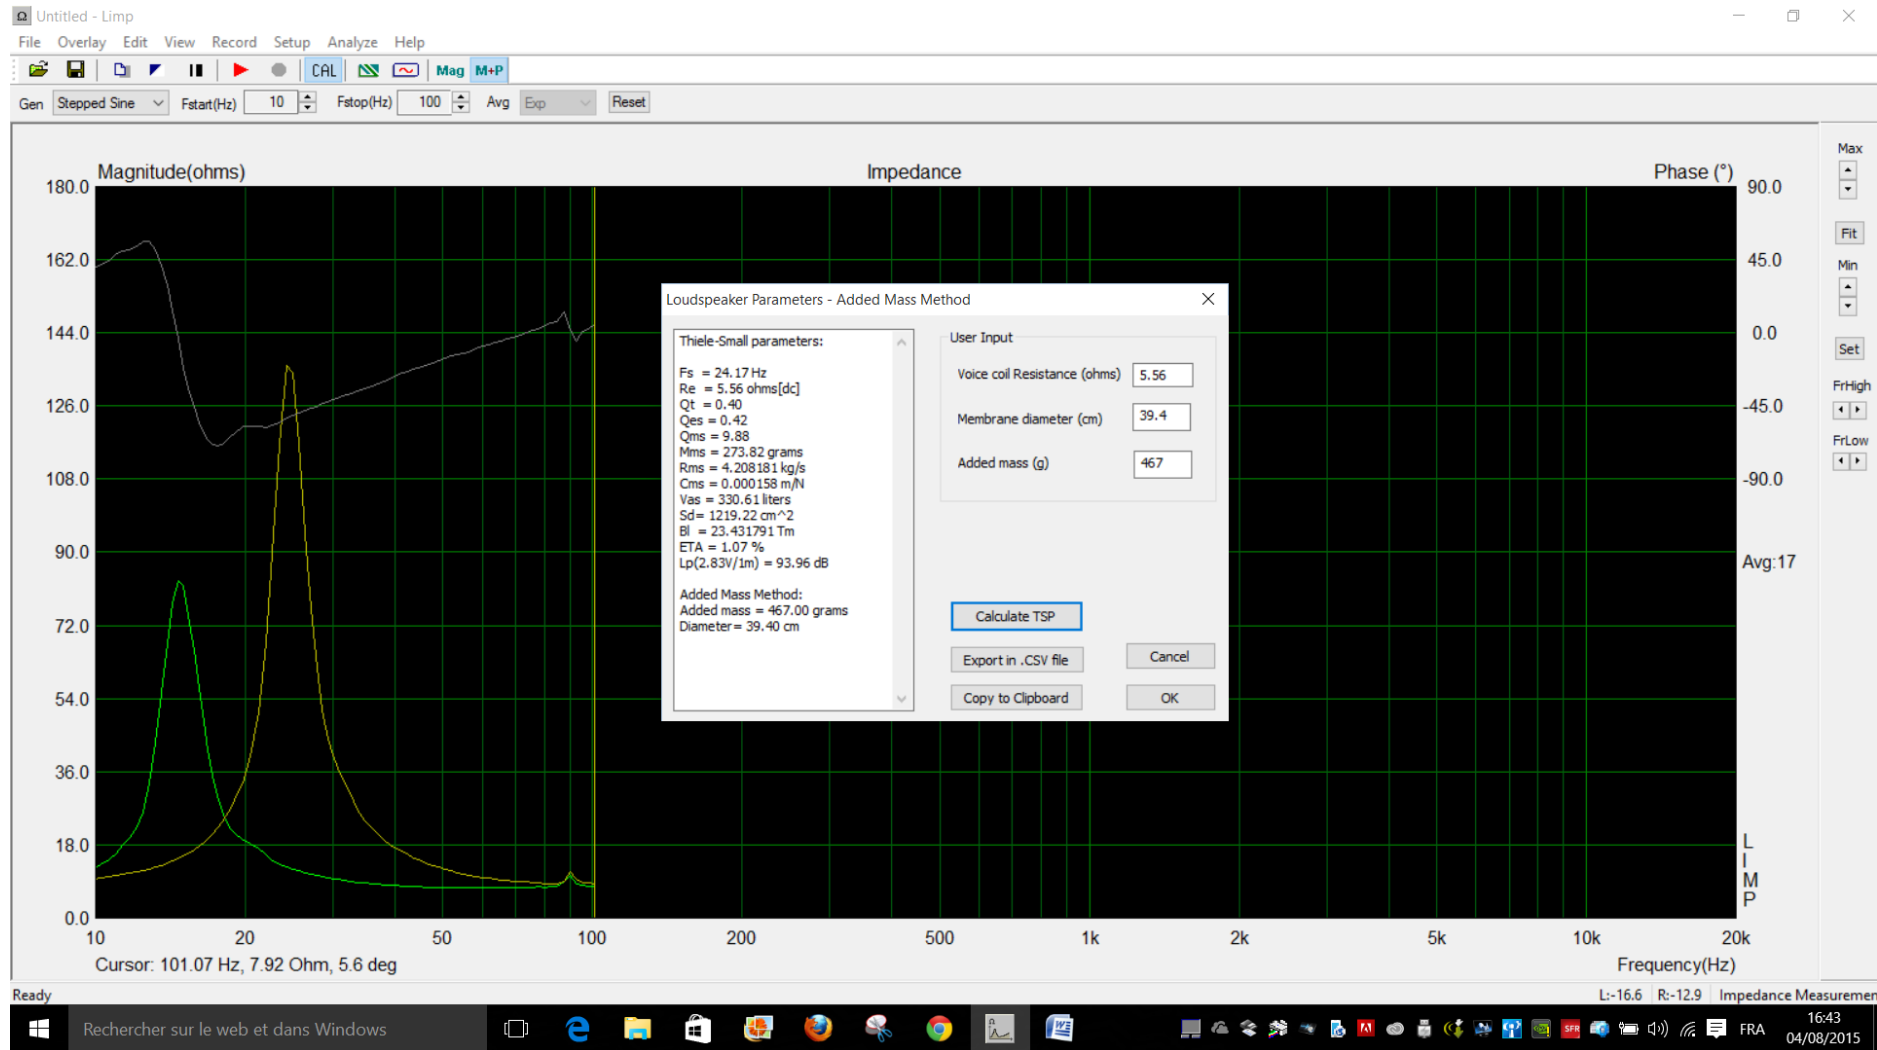 Untitled - Limp
File Overlay Edit View Record Setup Analyze Help
CAL Mag M+P
Gen Stepped Sine Fstart(Hz) 10 Fstop(Hz) 100 Avg Exp Reset
Magnitude(ohms) Impedance Phase (°)
180.0 90.0
162.0 45.0
144.0 0.0
126.0 -45.0
108.0 -90.0
90.0
72.0
54.0
36.0
18.0
0.0
Avg:17
L
I
M
P
10 20 50 100 200 500 1k 2k 5k 10k 20k
Cursor: 101.07 Hz, 7.92 Ohm, 5.6 deg Frequency(Hz)
Max
Fit
Min
Set
FrHigh
FrLow
Loudspeaker Parameters - Added Mass Method
Thiele-Small parameters:
Fs = 24.17 Hz
Re = 5.56 ohms[dc]
Qt = 0.40
Qes = 0.42
Qms = 9.88
Mms = 273.82 grams
Rms = 4.208181 kg/s
Cms = 0.000158 m/N
Vas = 330.61 liters
Sd= 1219.22 cm^2
Bl = 23.431791 Tm
ETA = 1.07 %
Lp(2.83V/1m) = 93.96 dB
Added Mass Method:
Added mass = 467.00 grams
Diameter= 39.40 cm
User Input
Voice coil Resistance (ohms) 5.56
Membrane diameter (cm) 39.4
Added mass (g) 467
Calculate TSP
Export in .CSV file Cancel
Copy to Clipboard OK
Ready L:-16.6 R:-12.9 Impedance Measuremen
Rechercher sur le web et dans Windows
SFR
FRA
16:43
04/08/2015